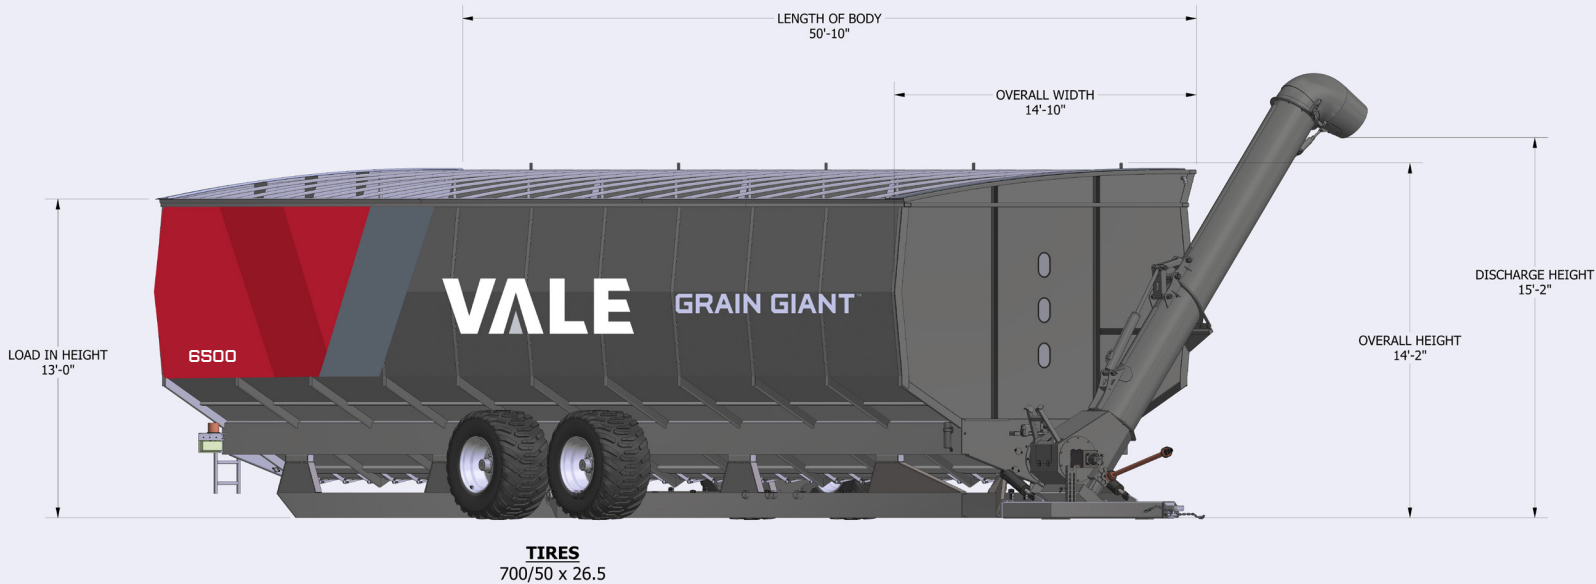 LENGTH OF BODY
50'-10"
OVERALL WIDTH
14'-10"
DISCHARGE HEIGHT
15'-2"
VALE
GRAIN GIANT™
OVERALL HEIGHT
14'-2"
LOAD IN HEIGHT
13'-0"
6500
TIRES
700/50 x 26.5